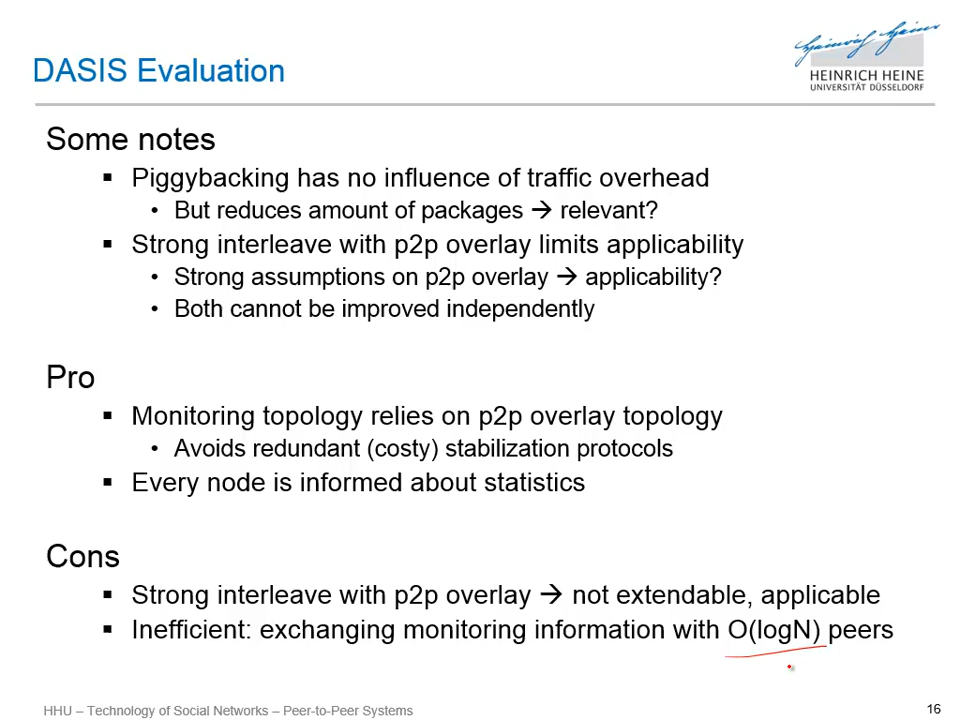 DASIS Evaluation
Heinrich Heine
HEINRICH HEINE
UNIVERSITÄT DÜSSELDORF
Some notes
▪ Piggybacking has no influence of traffic overhead
• But reduces amount of packages → relevant?
▪ Strong interleave with p2p overlay limits applicability
• Strong assumptions on p2p overlay → applicability?
• Both cannot be improved independently
Pro
▪ Monitoring topology relies on p2p overlay topology
• Avoids redundant (costy) stabilization protocols
▪ Every node is informed about statistics
Cons
▪ Strong interleave with p2p overlay → not extendable, applicable
▪ Inefficient: exchanging monitoring information with O(logN) peers
HHU – Technology of Social Networks – Peer-to-Peer Systems
16